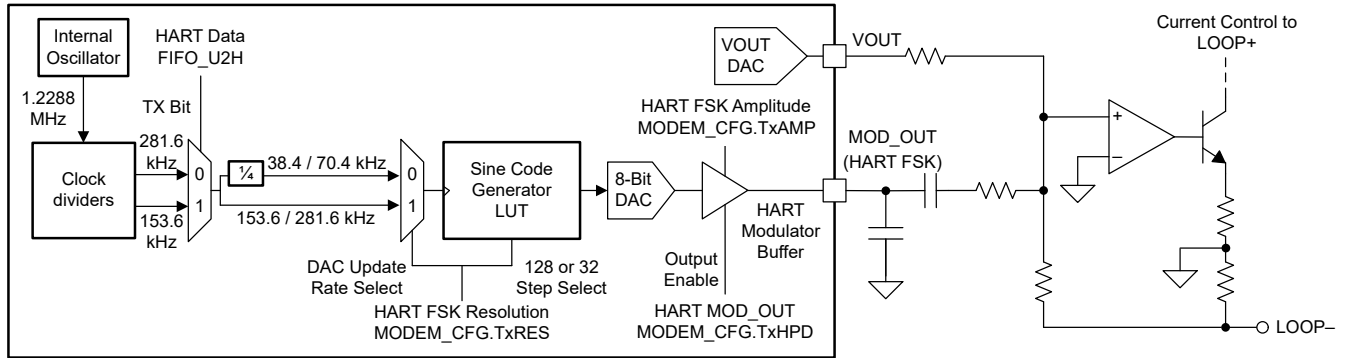 Internal
Oscillator
1.2288
MHz
Clock
dividers
281.6
kHz
153.6
kHz
HART Data
FIFO_U2H
TX Bit
0
1
¼
38.4 / 70.4 kHz
153.6 / 281.6 kHz
0
1
DAC Update
Rate Select
Sine Code
Generator
LUT
128 or 32
Step Select
HART FSK Resolution
MODEM_CFG.TxRES
8-Bit
DAC
VOUT
DAC
HART FSK Amplitude
MODEM_CFG.TxAMP
HART
Modulator
Buffer
Output
Enable
HART MOD_OUT
MODEM_CFG.TxHPD
VOUT
MOD_OUT
(HART FSK)
+
–
Current Control to
LOOP+
LOOP–